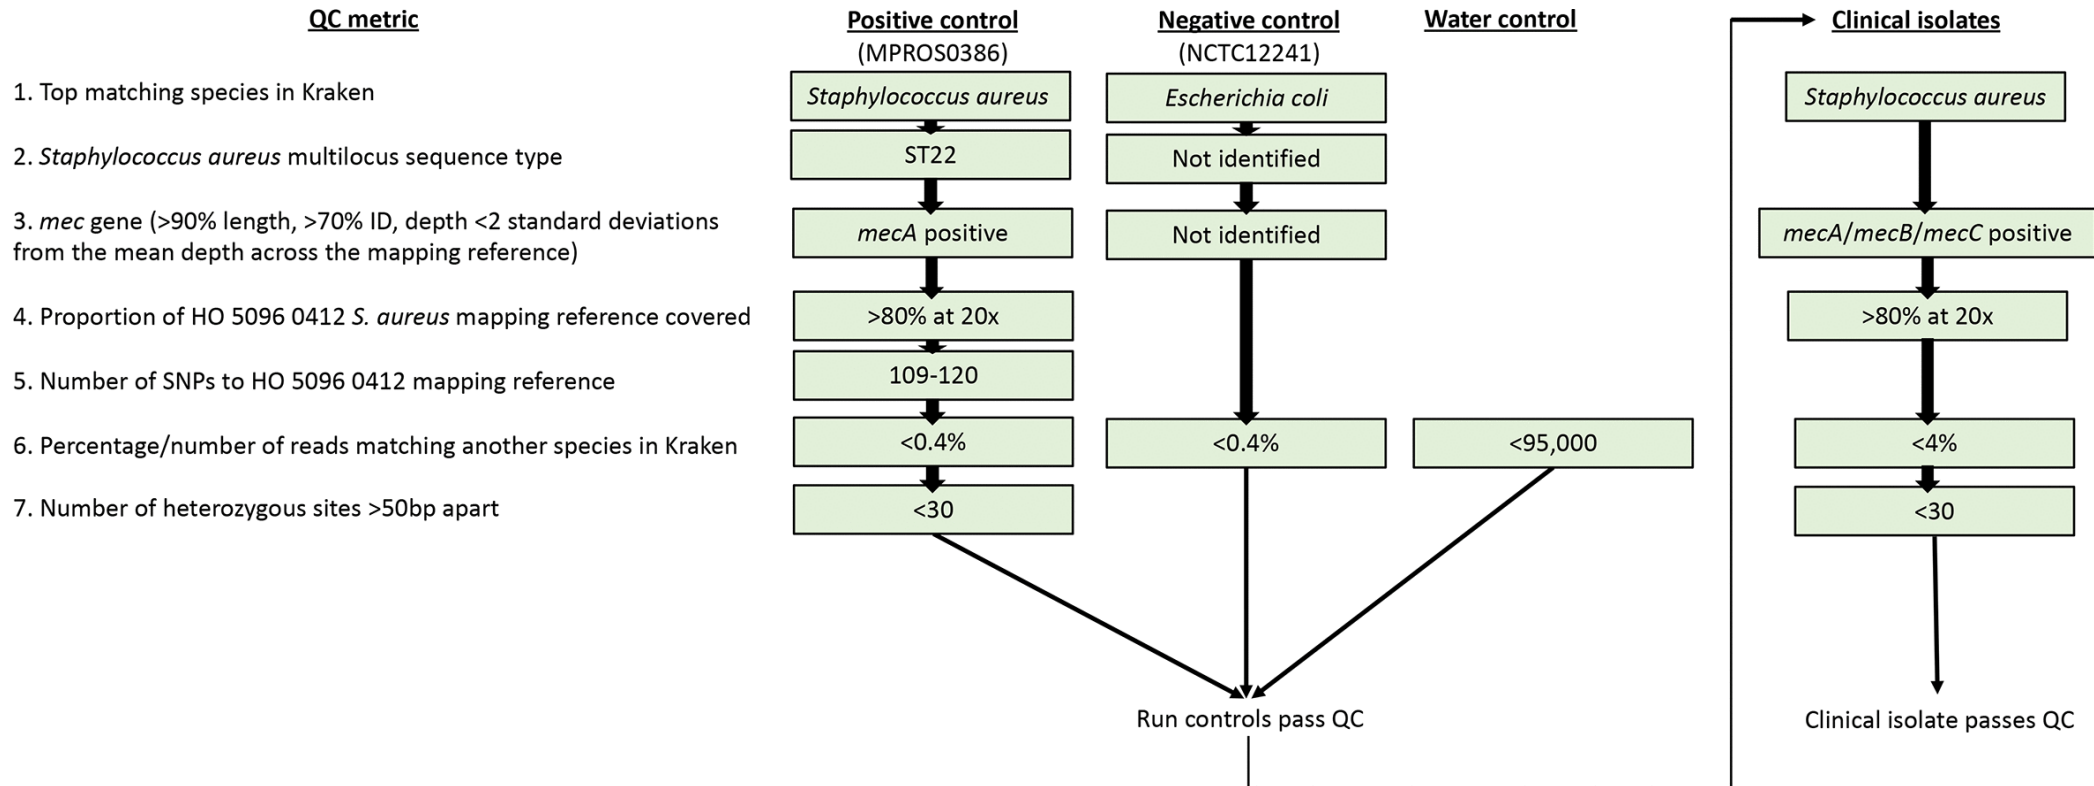 QC metric
Positive control
(MPROS0386)
Negative control
(NCTC12241)
Water control
Clinical isolates
1. Top matching species in Kraken
Staphylococcus aureus
Escherichia coli
Staphylococcus aureus
2. Staphylococcus aureus multilocus sequence type
ST22
Not identified
3. mec gene (>90% length, >70% ID, depth <2 standard deviations
from the mean depth across the mapping reference)
mecA positive
Not identified
mecA/mecB/mecC positive
4. Proportion of HO 5096 0412 S. aureus mapping reference covered
>80% at 20x
>80% at 20x
5. Number of SNPs to HO 5096 0412 mapping reference
109-120
6. Percentage/number of reads matching another species in Kraken
<0.4%
<0.4%
<95,000
<4%
7. Number of heterozygous sites >50bp apart
<30
<30
Run controls pass QC
Clinical isolate passes QC